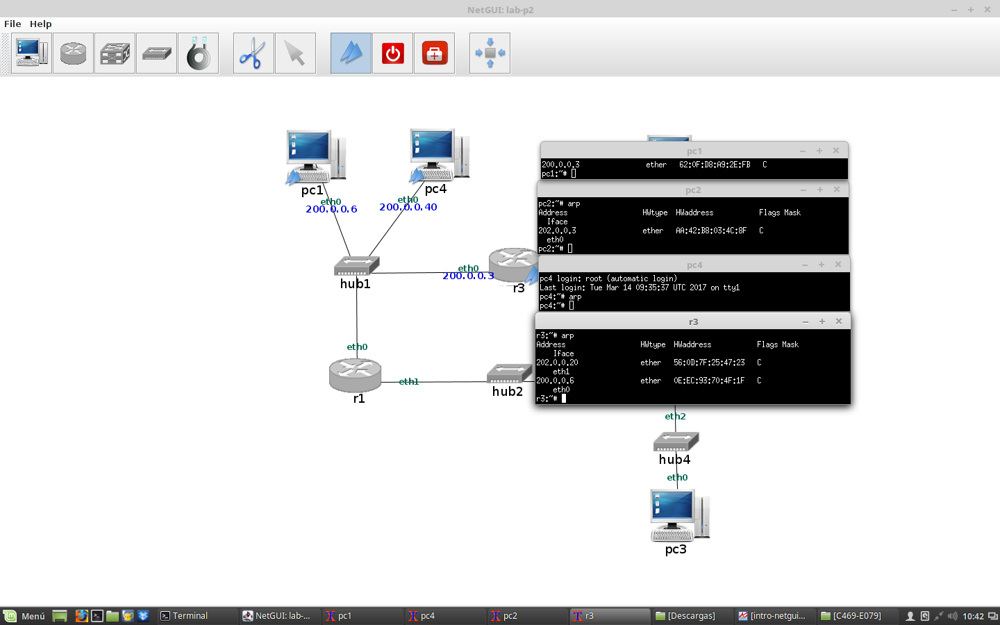 NetGUI: lab-p2
File Help
pc1
eth0
200.0.0.6
pc4
eth0
200.0.0.40
hub1
eth0
200.0.0.3
r3
eth0
r1
eth1
hub2
pc1
200.0.0.3 ether 62:0F:D8:A9:2E:FB C
pc1:~#
pc2
pc2:~# arp
Address HWtype HWaddress Flags Mask
Iface
202.0.0.3 ether AA:42:B8:03:4C:8F C
eth0
pc2:~#
pc4
pc4 login: root (automatic login)
Last login: Tue Mar 14 09:35:37 UTC 2017 on tty1
pc4:~# arp
pc4:~#
r3
r3:~# arp
Address HWtype HWaddress Flags Mask
Iface
202.0.0.20 ether 56:0D:7F:25:47:23 C
eth1
200.0.0.6 ether 0E:EC:93:70:4F:1F C
eth0
r3:~#
eth2
hub4
eth0
pc3
Menú Terminal NetGUI: lab-... pc1 pc4 pc2 r3 [Descargas] [intro-netgui... [C469-E079] 10:42